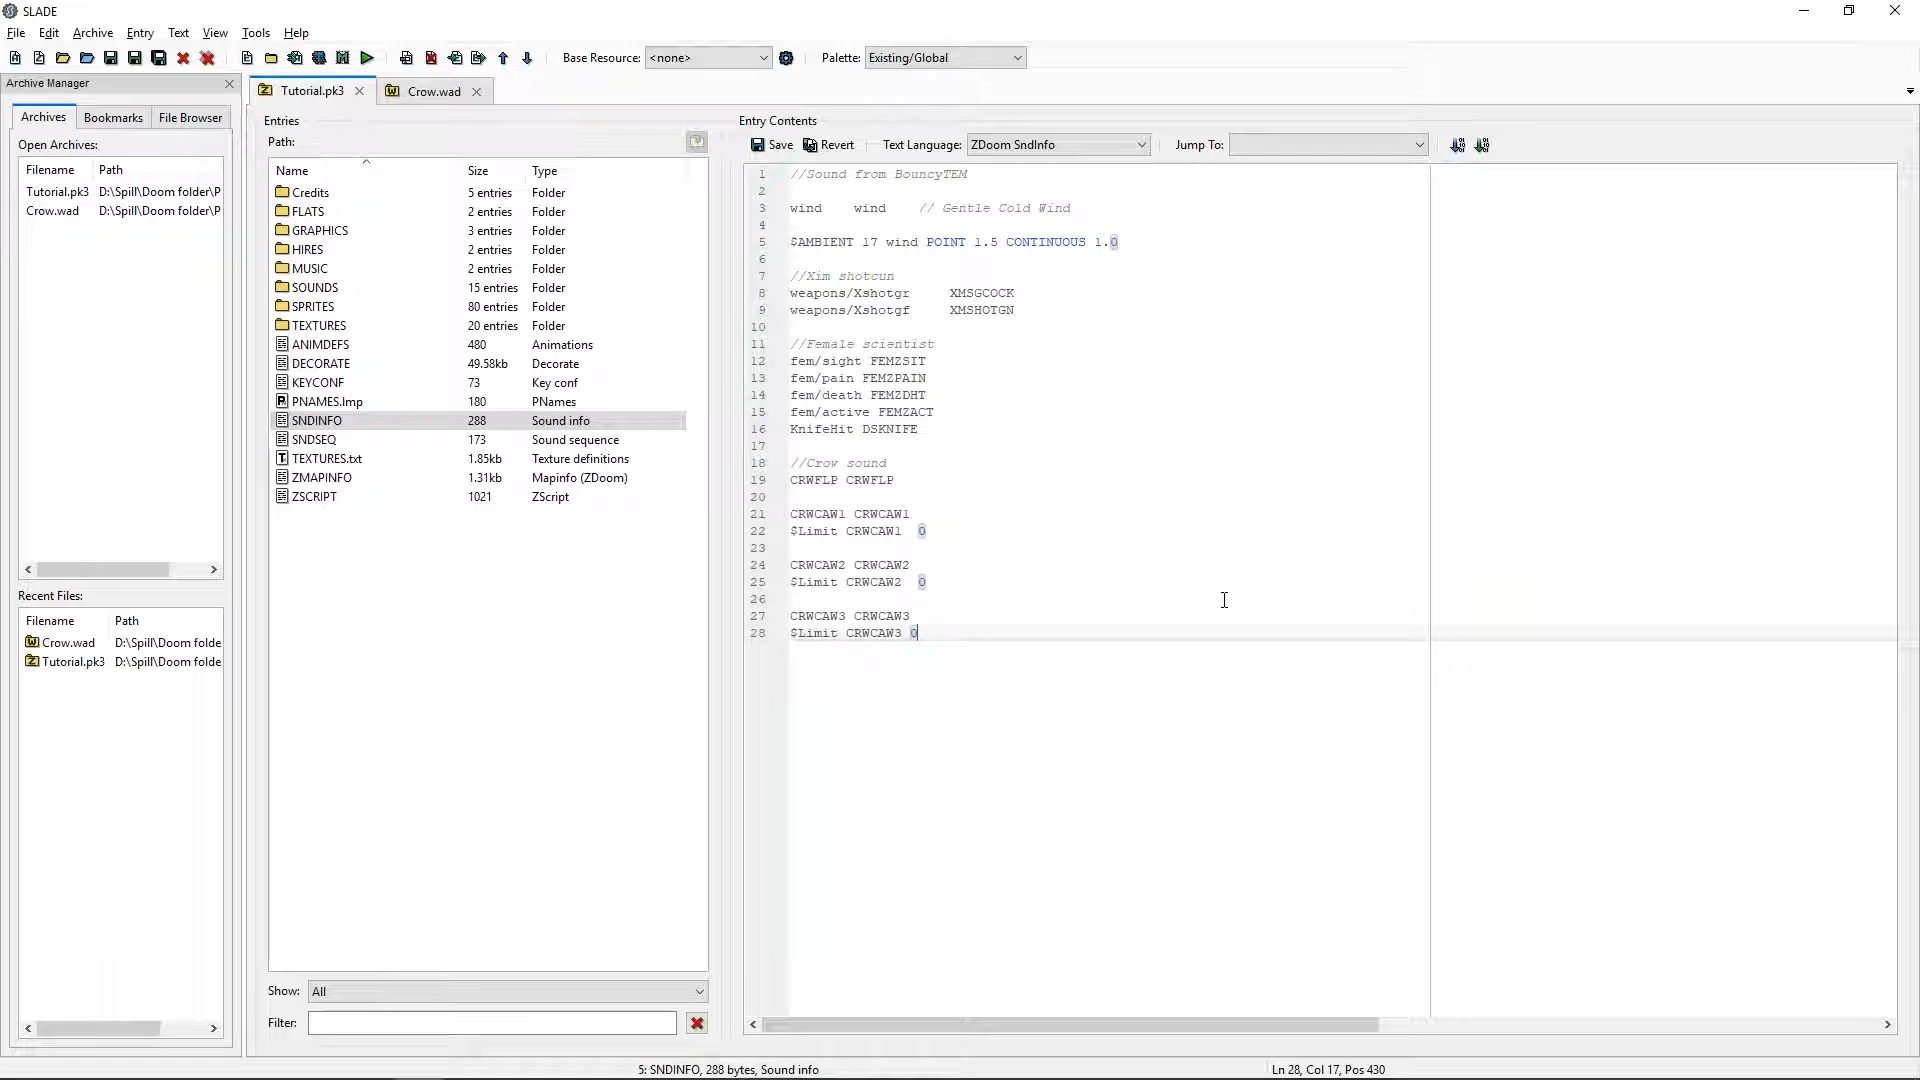 SLADE
File Edit Archive Entry Text View Tools Help
Base Resource: <none> Palette: Existing/Global
Archive Manager
Tutorial.pk3 Crow.wad
Archives Bookmarks File Browser
Open Archives:
Filename Path
Tutorial.pk3 D:\Spill\Doom folder\P
Crow.wad D:\Spill\Doom folder\P
Recent Files:
Filename Path
Crow.wad D:\Spill\Doom folde
Tutorial.pk3 D:\Spill\Doom folde
Entries
Path:
Name Size Type
Credits 5 entries Folder
FLATS 2 entries Folder
GRAPHICS 3 entries Folder
HIRES 2 entries Folder
MUSIC 2 entries Folder
SOUNDS 15 entries Folder
SPRITES 80 entries Folder
TEXTURES 20 entries Folder
ANIMDEFS 480 Animations
DECORATE 49.58kb Decorate
KEYCONF 73 Key conf
PNAMES.lmp 180 PNames
SNDINFO 288 Sound info
SNDSEQ 173 Sound sequence
TEXTURES.txt 1.85kb Texture definitions
ZMAPINFO 1.31kb Mapinfo (ZDoom)
ZSCRIPT 1021 ZScript
Show: All
Filter:
Entry Contents
Save Revert Text Language: ZDoom SndInfo Jump To:
1 //Sound from BouncyTEM
2
3 wind wind // Gentle Cold Wind
4
5 $AMBIENT 17 wind POINT 1.5 CONTINUOUS 1.0
6
7 //Xim shotcun
8 weapons/Xshotgr XMSGCOCK
9 weapons/Xshotgf XMSHOTGN
10
11 //Female scientist
12 fem/sight FEMZSIT
13 fem/pain FEMZPAIN
14 fem/death FEMZDHT
15 fem/active FEMZACT
16 KnifeHit DSKNIFE
17
18 //Crow sound
19 CRWFLP CRWFLP
20
21 CRWCAW1 CRWCAW1
22 $Limit CRWCAW1 0
23
24 CRWCAW2 CRWCAW2
25 $Limit CRWCAW2 0
26
27 CRWCAW3 CRWCAW3
28 $Limit CRWCAW3 0
5: SNDINFO, 288 bytes, Sound info
Ln 28, Col 17, Pos 430